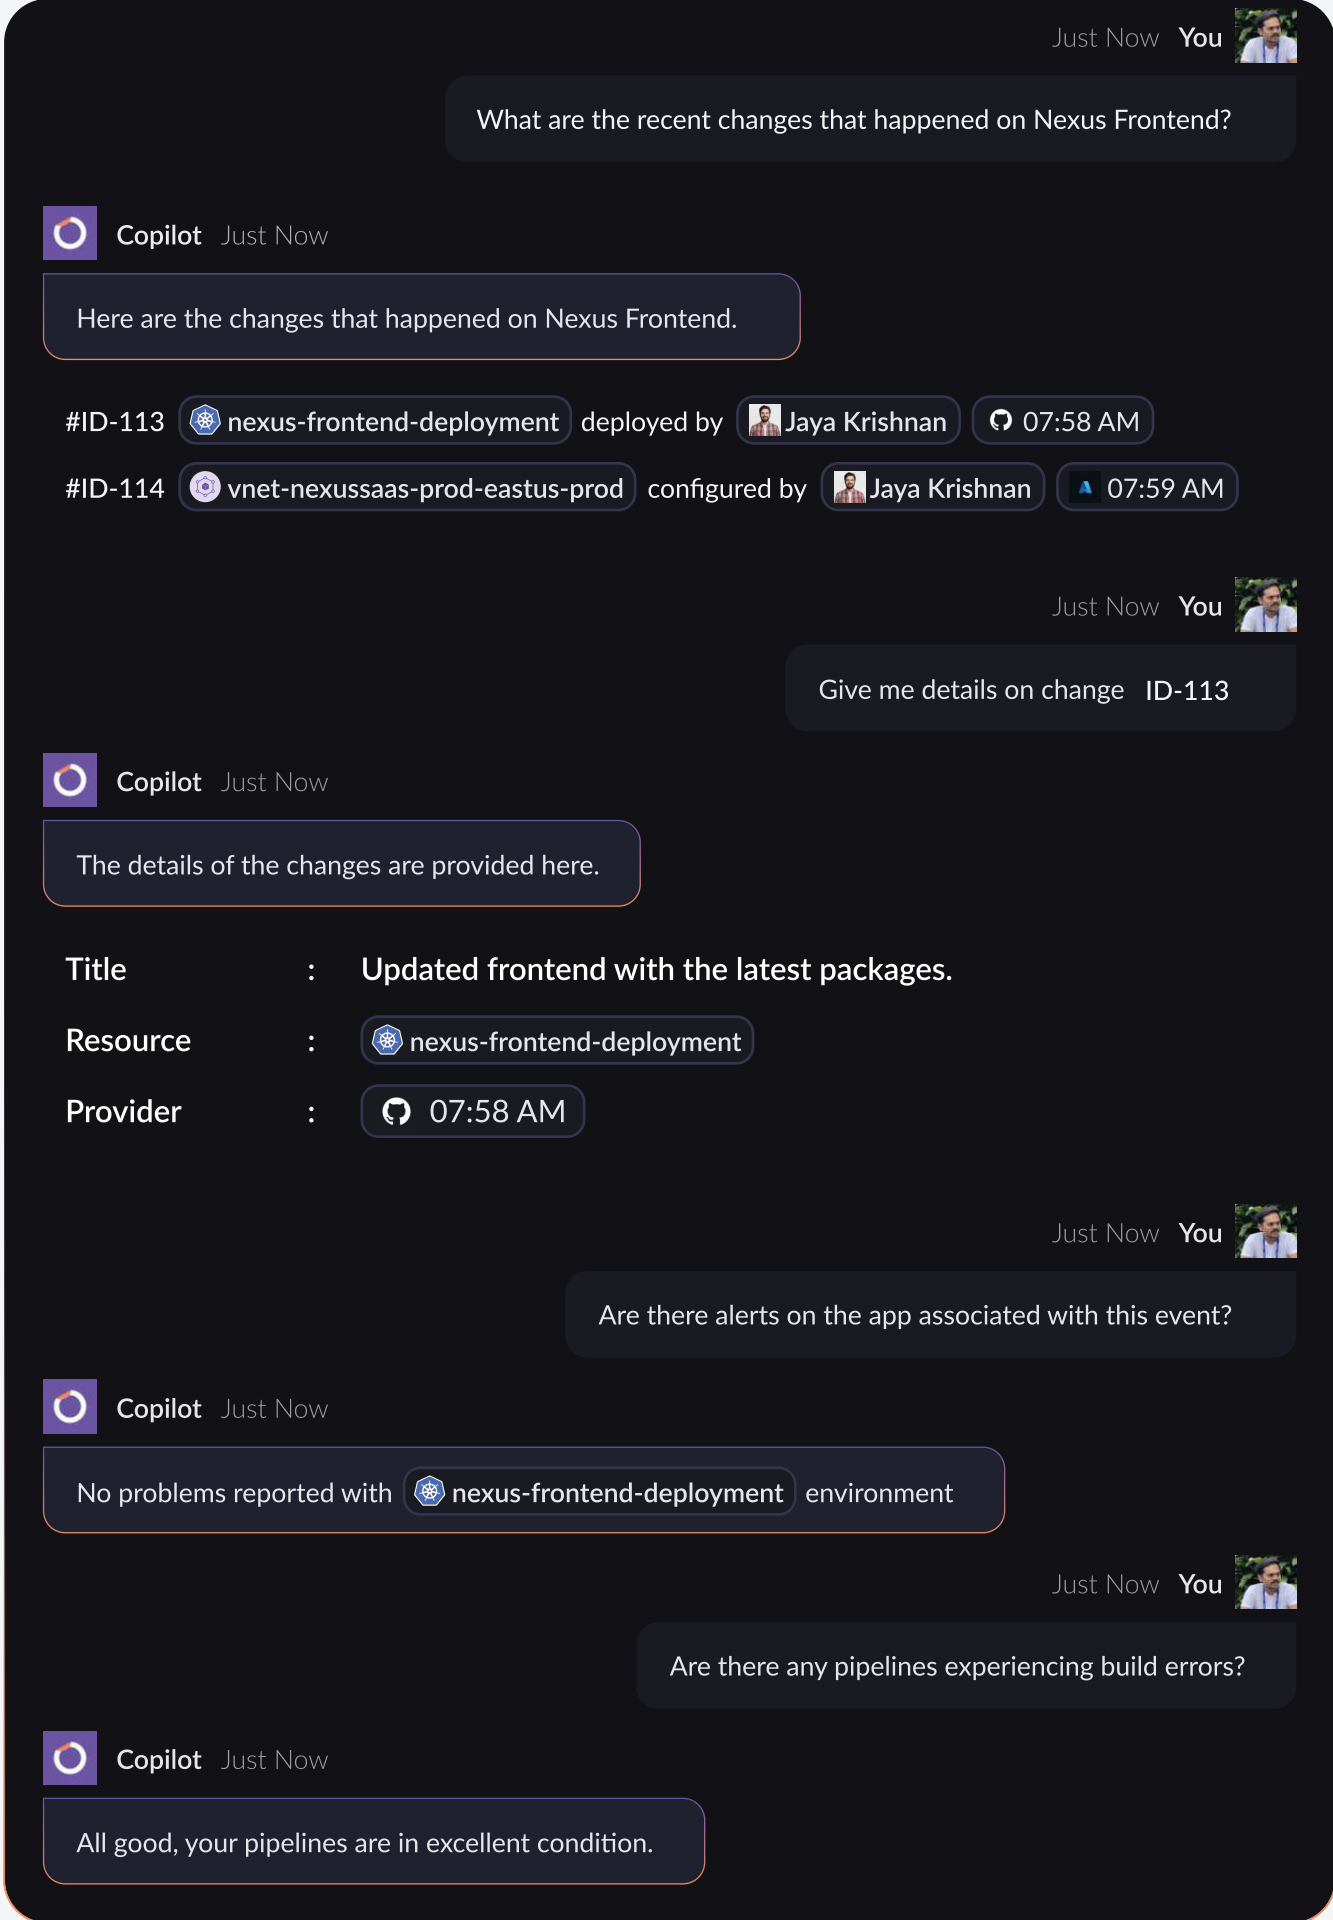 Just Now You
What are the recent changes that happened on Nexus Frontend?
Copilot Just Now
Here are the changes that happened on Nexus Frontend.
#ID-113 nexus-frontend-deployment deployed by Jaya Krishnan 07:58 AM
#ID-114 vnet-nexussaas-prod-eastus-prod configured by Jaya Krishnan 07:59 AM
Just Now You
Give me details on change ID-113
Copilot Just Now
The details of the changes are provided here.
Title : Updated frontend with the latest packages.
Resource : nexus-frontend-deployment
Provider : 07:58 AM
Just Now You
Are there alerts on the app associated with this event?
Copilot Just Now
No problems reported with nexus-frontend-deployment environment
Just Now You
Are there any pipelines experiencing build errors?
Copilot Just Now
All good, your pipelines are in excellent condition.